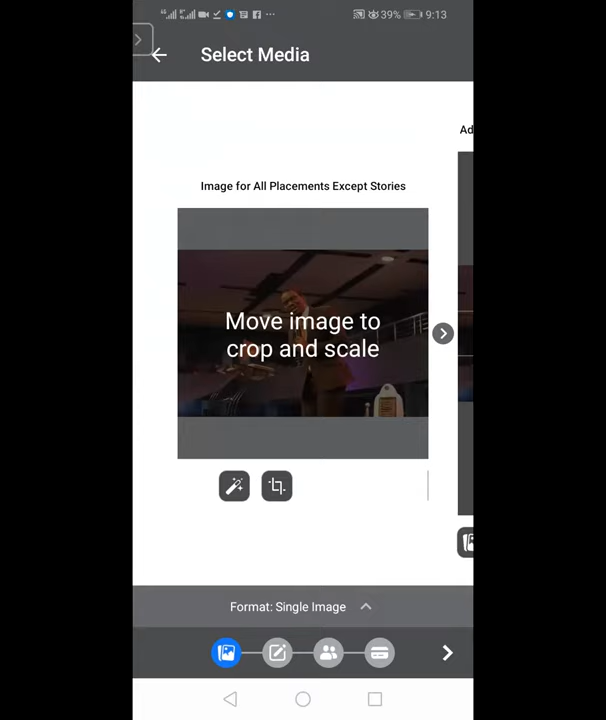 39% 9:13
Select Media
Ad
Image for All Placements Except Stories
Move image to
crop and scale
Format: Single Image